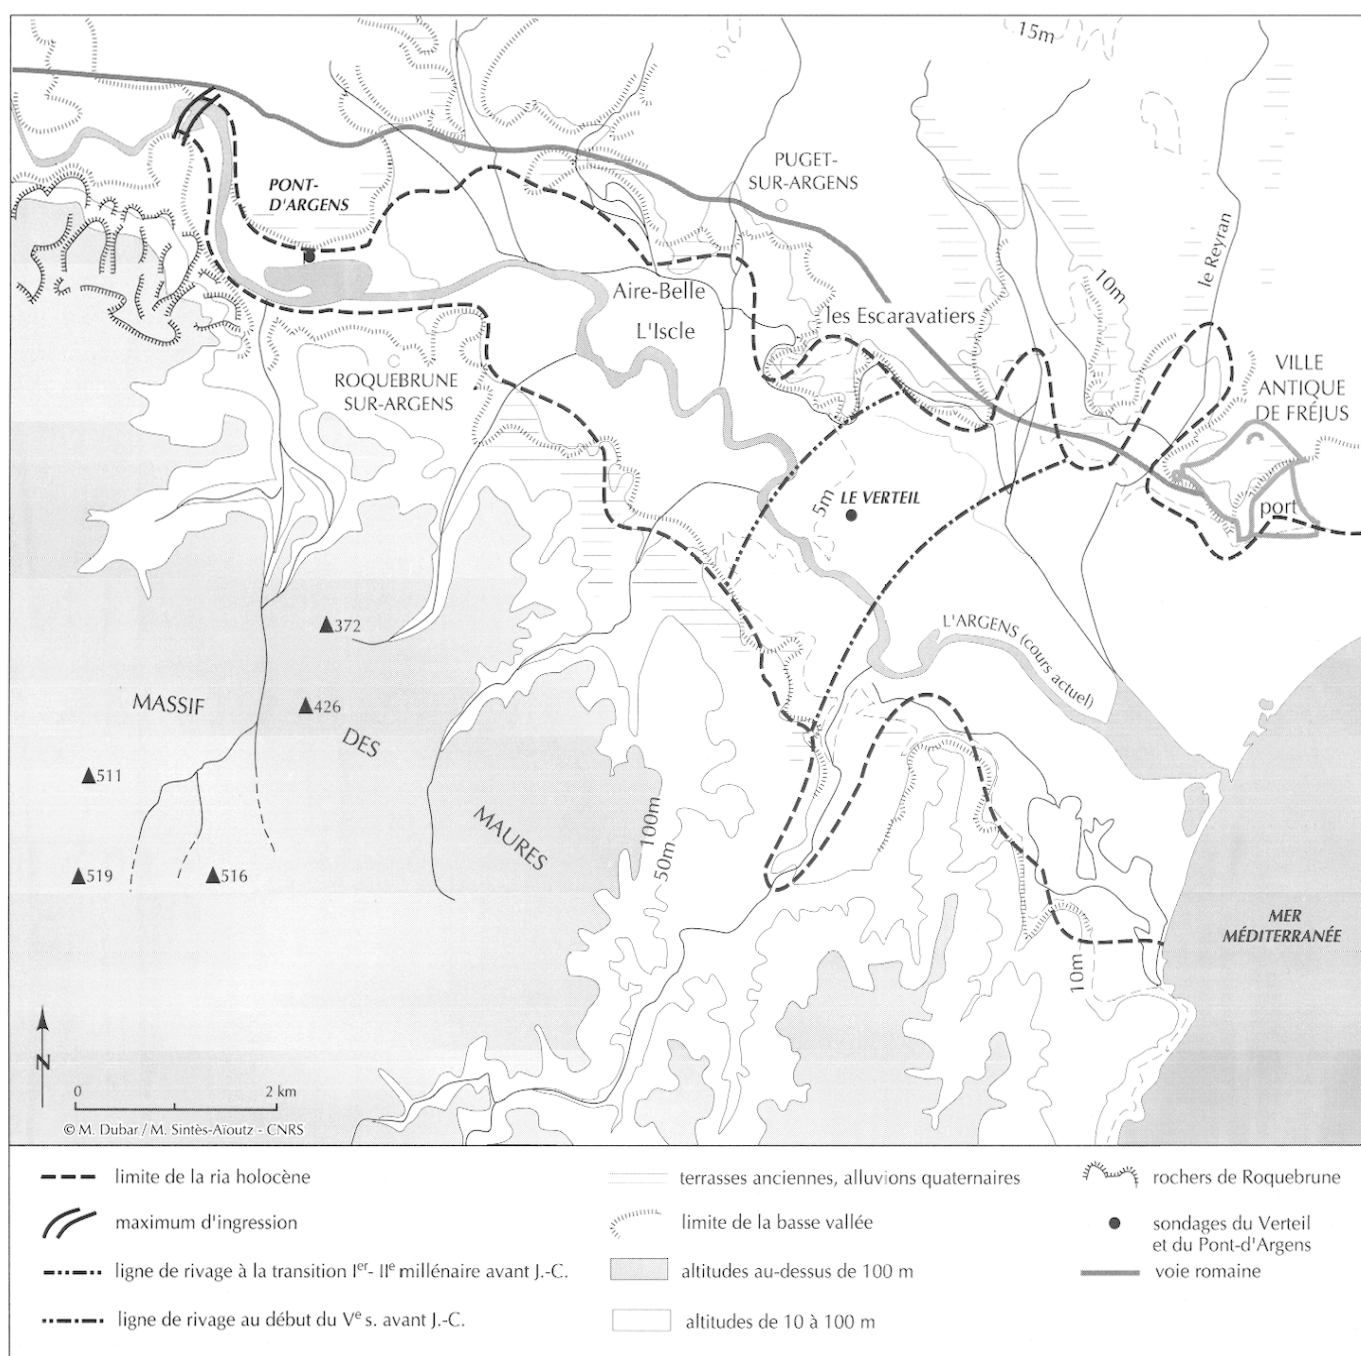 15m
PUGET-
SUR-ARGENS
PONT-
D'ARGENS
le Reyran
10m
Aire-Belle
L'Iscle
les Escaravatiers
VILLE
ANTIQUE
DE FRÉJUS
ROQUEBRUNE
SUR-ARGENS
5m
LE VERTEIL
port
372
L'ARGENS (cours actuel)
MASSIF
426
DES
511
MAURES
100m
50m
519
516
MER
MÉDITERRANÉE
10m
N
0
2 km
© M. Dubar / M. Sintès-Aïoutz - CNRS
limite de la ria holocène
maximum d'ingression
ligne de rivage à la transition Ier- IIe millénaire avant J.-C.
ligne de rivage au début du Ve s. avant J.-C.
terrasses anciennes, alluvions quaternaires
limite de la basse vallée
altitudes au-dessus de 100 m
altitudes de 10 à 100 m
rochers de Roquebrune
sondages du Verteil
et du Pont-d'Argens
voie romaine